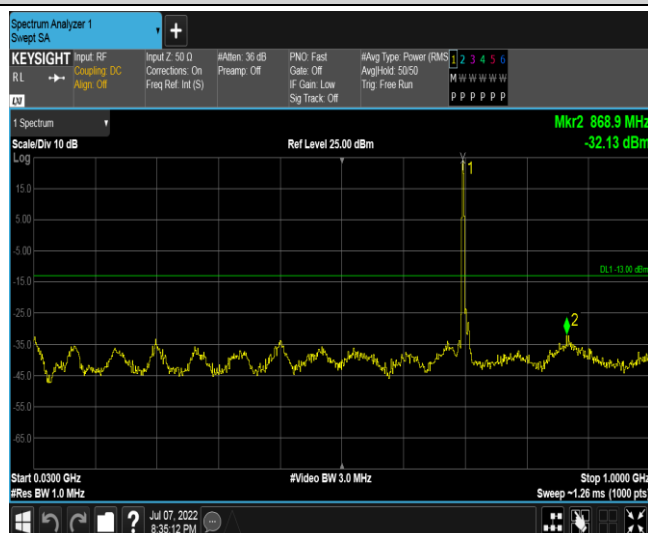 Spectrum Analyzer 1
Swept SA
+
KEYSIGHT
RL
LXI
Input: RF
Coupling: DC
Align: Off
Input Z: 50 Ω
Corrections: On
Freq Ref: Int (S)
#Atten: 36 dB
Preamp: Off
PNO: Fast
Gate: Off
IF Gain: Low
Sig Track: Off
#Avg Type: Power (RMS
Avg|Hold: 50/50
Trig: Free Run
1 2 3 4 5 6
M W W W W W
P P P P P P
1 Spectrum
Scale/Div 10 dB
Ref Level 25.00 dBm
Mkr2 868.9 MHz
-32.13 dBm
Log
15.0
5.00
-5.00
-15.0
-25.0
-35.0
-45.0
-55.0
-65.0
1
DL1 -13.00 dBm
2
Start 0.0300 GHz
#Video BW 3.0 MHz
Stop 1.0000 GHz
#Res BW 1.0 MHz
Sweep ~1.26 ms (1000 pts)
?
Jul 07, 2022
8:35:12 PM